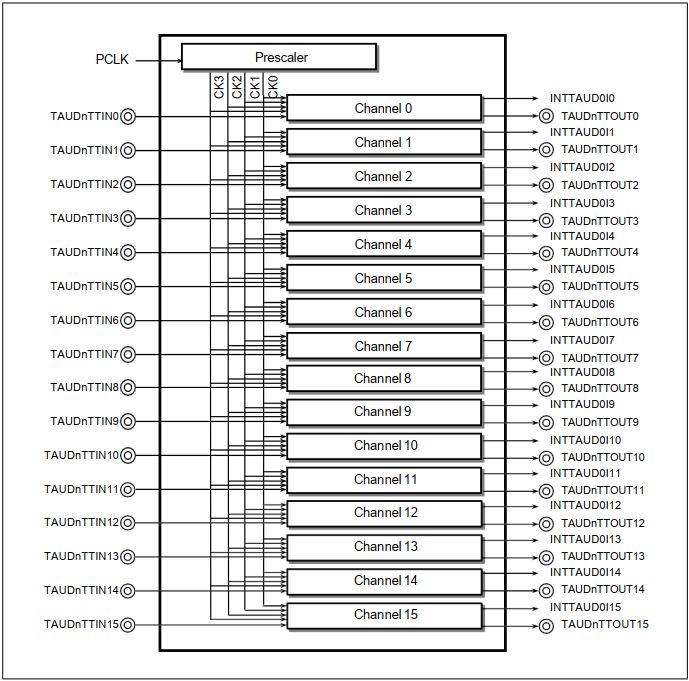 PCLK
Prescaler
CK3
CK2
CK1
CK0
TAUDnTTIN0
Channel 0
INTTAUD0I0
TAUDnTTOUT0
TAUDnTTIN1
Channel 1
INTTAUD0I1
TAUDnTTOUT1
TAUDnTTIN2
Channel 2
INTTAUD0I2
TAUDnTTOUT2
TAUDnTTIN3
Channel 3
INTTAUD0I3
TAUDnTTOUT3
TAUDnTTIN4
Channel 4
INTTAUD0I4
TAUDnTTOUT4
TAUDnTTIN5
Channel 5
INTTAUD0I5
TAUDnTTOUT5
TAUDnTTIN6
Channel 6
INTTAUD0I6
TAUDnTTOUT6
TAUDnTTIN7
Channel 7
INTTAUD0I7
TAUDnTTOUT7
TAUDnTTIN8
Channel 8
INTTAUD0I8
TAUDnTTOUT8
TAUDnTTIN9
Channel 9
INTTAUD0I9
TAUDnTTOUT9
TAUDnTTIN10
Channel 10
INTTAUD0I10
TAUDnTTOUT10
TAUDnTTIN11
Channel 11
INTTAUD0I11
TAUDnTTOUT11
TAUDnTTIN12
Channel 12
INTTAUD0I12
TAUDnTTOUT12
TAUDnTTIN13
Channel 13
INTTAUD0I13
TAUDnTTOUT13
TAUDnTTIN14
Channel 14
INTTAUD0I14
TAUDnTTOUT14
TAUDnTTIN15
Channel 15
INTTAUD0I15
TAUDnTTOUT15